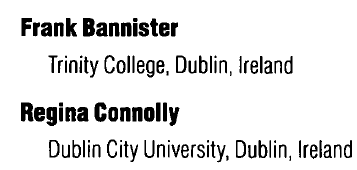 Frank Bannister
Trinity College, Dublin, Ireland
Regina Connolly
Dublin City University, Dublin, Ireland